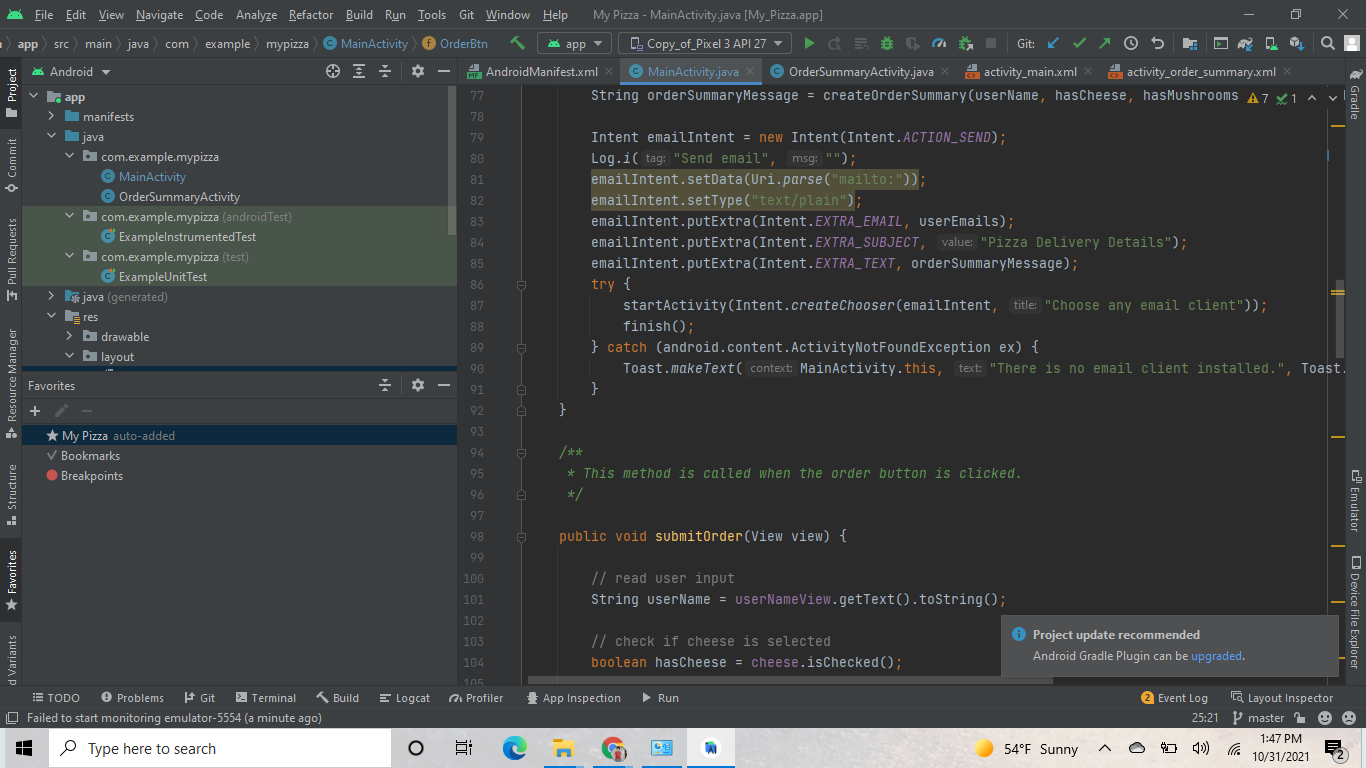 File Edit View Navigate Code Analyze Refactor Build Run Tools Git Window Help My Pizza - MainActivity.java [My_Pizza.app]
app src main java com example mypizza MainActivity OrderBtn app Copy_of_Pixel 3 API 27 Git:
Android
AndroidManifest.xml MainActivity.java OrderSummaryActivity.java activity_main.xml activity_order_summary.xml
Project
Commit
Pull Requests
Resource Manager
Structure
Favorites
d Variants
app
manifests
java
com.example.mypizza
MainActivity
OrderSummaryActivity
com.example.mypizza (androidTest)
ExampleInstrumentedTest
com.example.mypizza (test)
ExampleUnitTest
java (generated)
res
drawable
layout
Favorites
My Pizza auto-added
Bookmarks
Breakpoints
77 String orderSummaryMessage = createOrderSummary(userName, hasCheese, hasMushrooms 7 1
78
79 Intent emailIntent = new Intent(Intent.ACTION_SEND);
80 Log.i( tag: "Send email", msg: "");
81 emailIntent.setData(Uri.parse("mailto:"));
82 emailIntent.setType("text/plain");
83 emailIntent.putExtra(Intent.EXTRA_EMAIL, userEmails);
84 emailIntent.putExtra(Intent.EXTRA_SUBJECT, value: "Pizza Delivery Details");
85 emailIntent.putExtra(Intent.EXTRA_TEXT, orderSummaryMessage);
86 try {
87 startActivity(Intent.createChooser(emailIntent, title: "Choose any email client"));
88 finish();
89 } catch (android.content.ActivityNotFoundException ex) {
90 Toast.makeText( context: MainActivity.this, text: "There is no email client installed.", Toast.
91 }
92 }
93
94 /**
95 * This method is called when the order button is clicked.
96 */
97
98 public void submitOrder(View view) {
99
100 // read user input
101 String userName = userNameView.getText().toString();
102
103 // check if cheese is selected
104 boolean hasCheese = cheese.isChecked();
105
Gradle
Emulator
Device File Explorer
Project update recommended
Android Gradle Plugin can be upgraded.
TODO Problems Git Terminal Build Logcat Profiler App Inspection Run 2 Event Log Layout Inspector
Failed to start monitoring emulator-5554 (a minute ago) 25:21 master
Type here to search 54°F Sunny 1:47 PM
10/31/2021 2